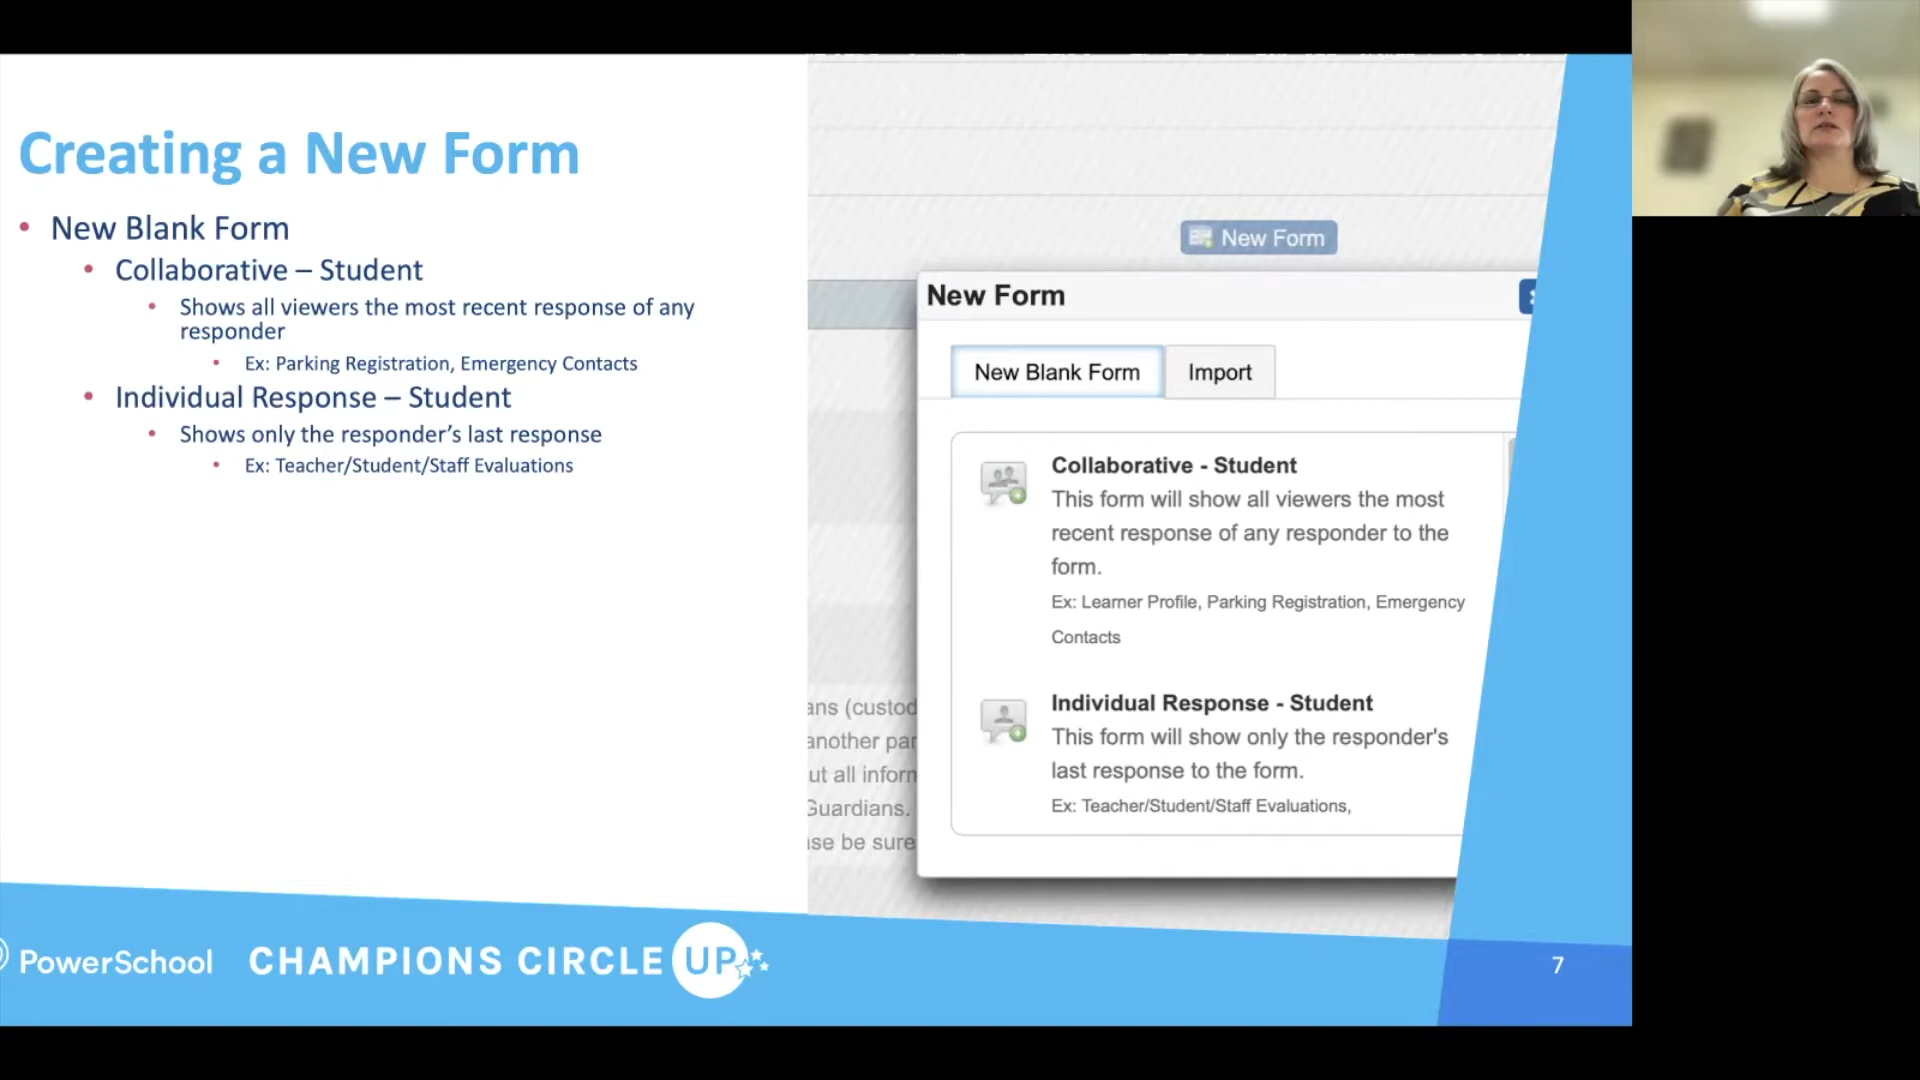 Creating a New Form
• New Blank Form
• Collaborative – Student
• Shows all viewers the most recent response of any
responder
• Ex: Parking Registration, Emergency Contacts
• Individual Response – Student
• Shows only the responder’s last response
• Ex: Teacher/Student/Staff Evaluations
New Form
New Form
New Blank Form
Import
Collaborative - Student
This form will show all viewers the most
recent response of any responder to the
form.
Ex: Learner Profile, Parking Registration, Emergency
Contacts
Individual Response - Student
This form will show only the responder's
last response to the form.
Ex: Teacher/Student/Staff Evaluations,
another
all
Guardians.
be sure
PowerSchool
CHAMPIONS CIRCLE UP
7